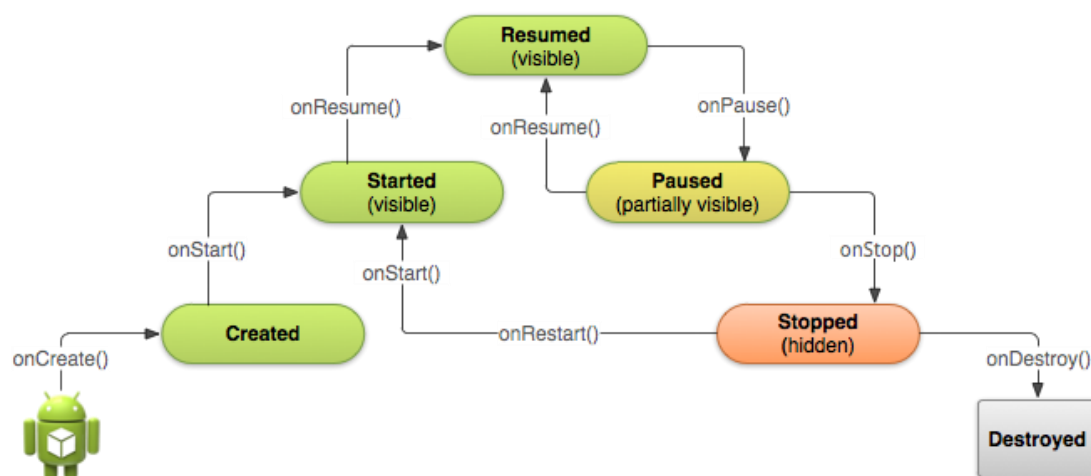 Resumed
(visible)
onResume()
onResume()
onPause()
Started
(visible)
Paused
(partially visible)
onStart()
onStart()
onStop()
Created
onRestart()
Stopped
(hidden)
onCreate()
onDestroy()
Destroyed